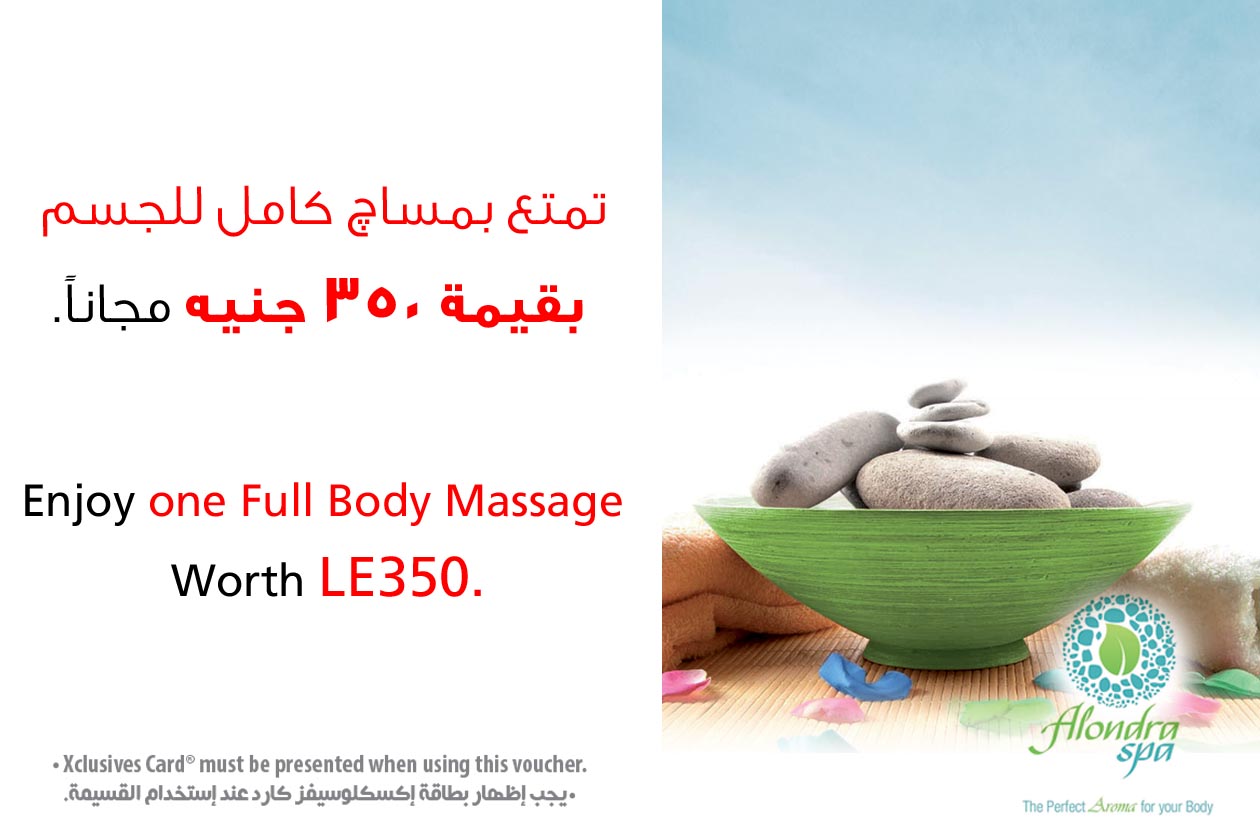 تمتع بمساچ كامل للجسم
بقيمة ٣٥٠ جنيه مجاناً.
Enjoy one Full Body Massage
Worth LE350.
• Xclusives Card® must be presented when using this voucher.
•يجب إظهار بطاقة إكسكلوسيفز كارد عند إستخدام القسيمة.
Alondra
spa
The Perfect Aroma for your Body